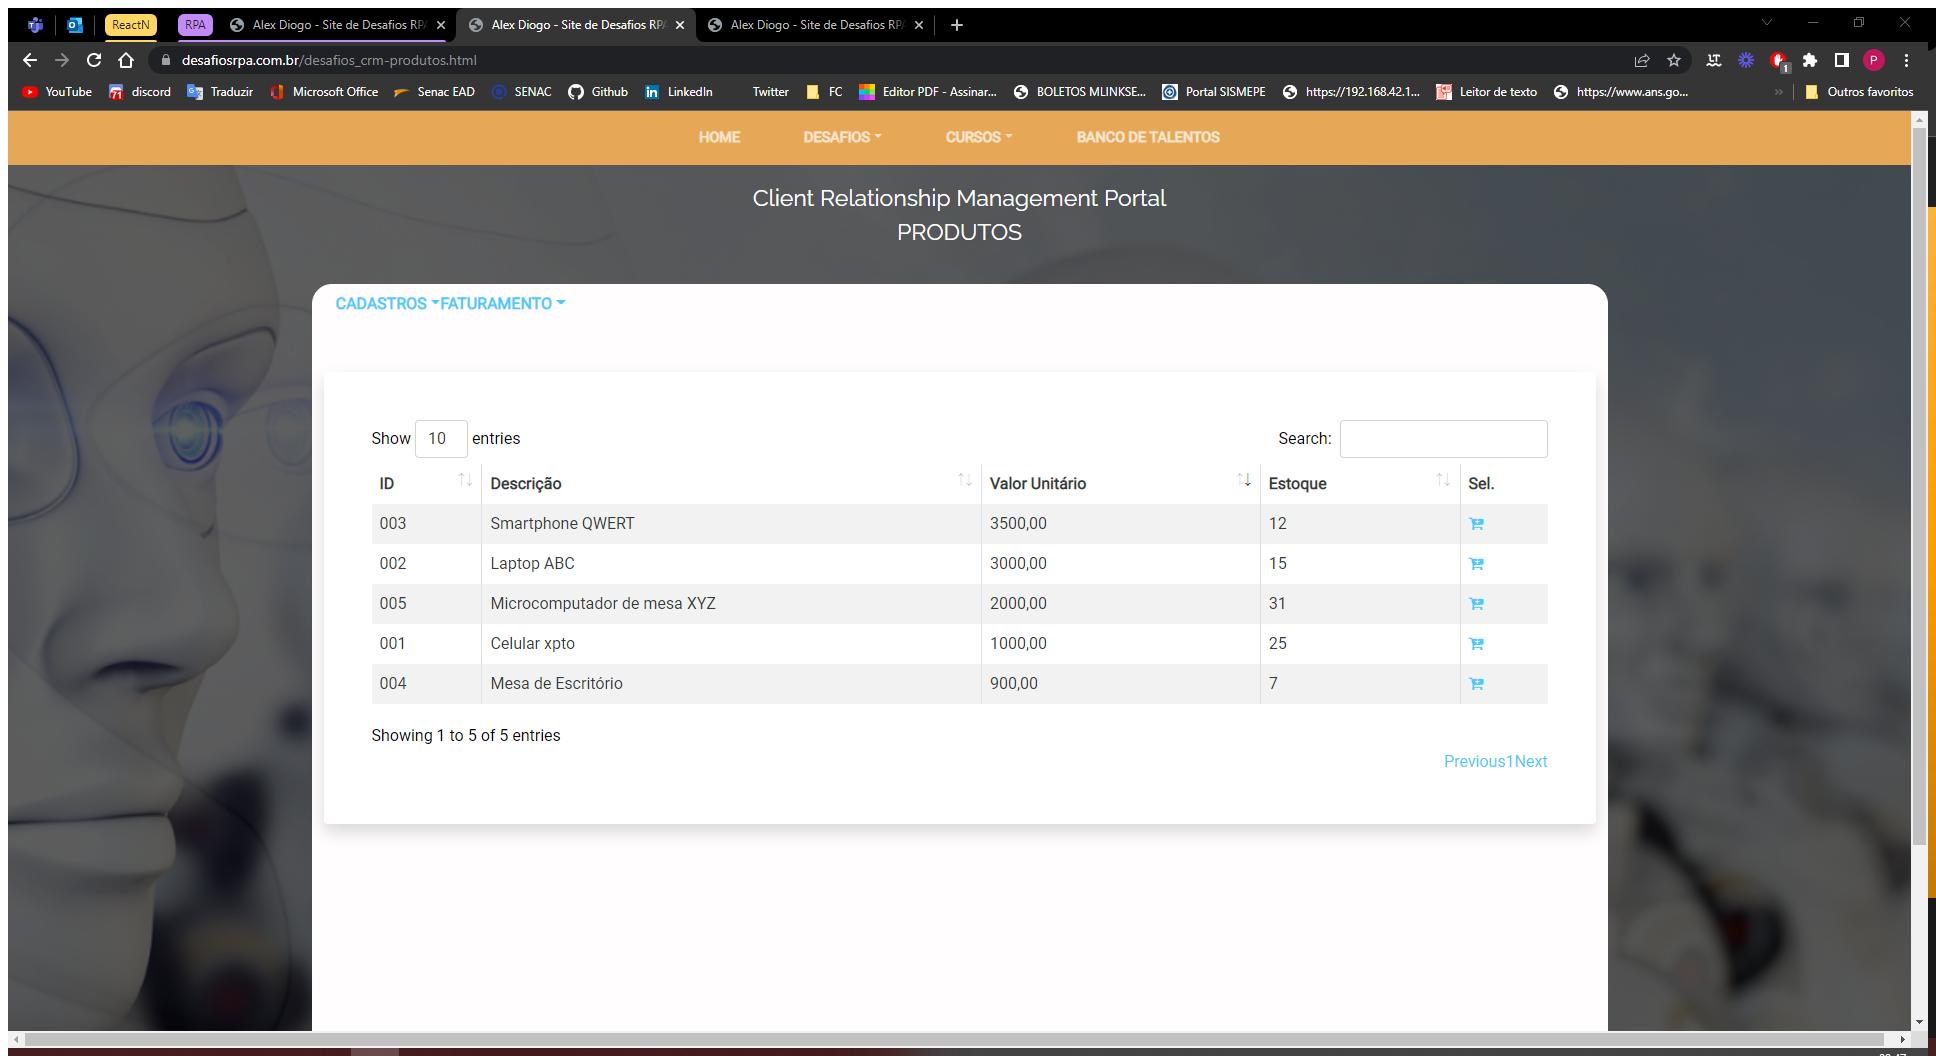 ReactN RPA Alex Diogo - Site de Desafios RP Alex Diogo - Site de Desafios RP Alex Diogo - Site de Desafios RP
desafiosrpa.com.br/desafios_crm-produtos.html 1 P
YouTube 71 discord Traduzir Microsoft Office Senac EAD SENAC Github in LinkedIn Twitter FC Editor PDF - Assinar... BOLETOS MLINKSE... Portal SISMEPE https://192.168.42.1... Leitor de texto https://www.ans.go... » Outros favoritos
HOME DESAFIOS CURSOS BANCO DE TALENTOS
Client Relationship Management Portal
PRODUTOS
CADASTROS FATURAMENTO
Show 10 entries Search:
ID Descrição Valor Unitário Estoque Sel.
003 Smartphone QWERT 3500,00 12
002 Laptop ABC 3000,00 15
005 Microcomputador de mesa XYZ 2000,00 31
001 Celular xpto 1000,00 25
004 Mesa de Escritório 900,00 7
Showing 1 to 5 of 5 entries
Previous1Next